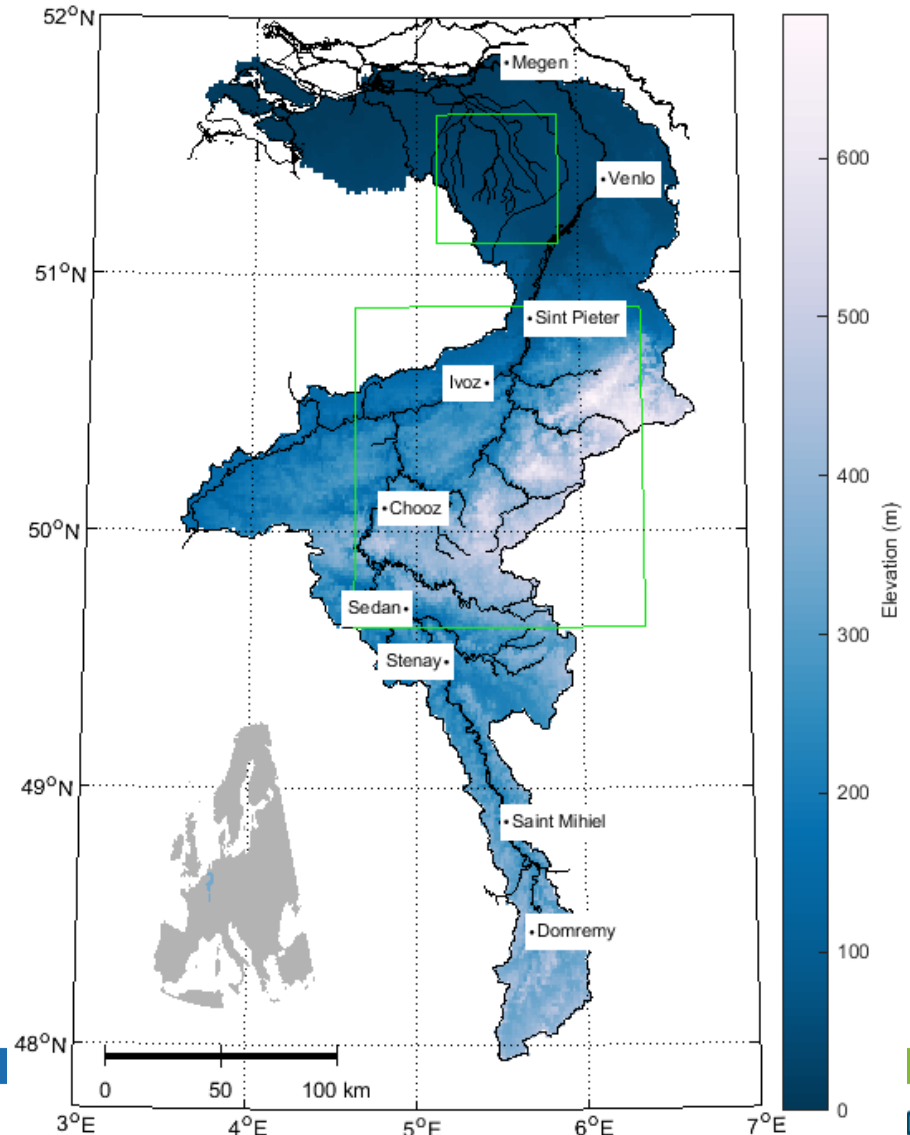 52°N
Megen
600
Venlo
51°N
500
Sint Pieter
Ivoz
400
Chooz
50°N
Elevation (m)
Sedan
300
Stenay
200
49°N
Saint Mihiel
Domremy
100
48°N
0 50 100 km
0
3°E 4°E 5°E 6°E 7°E